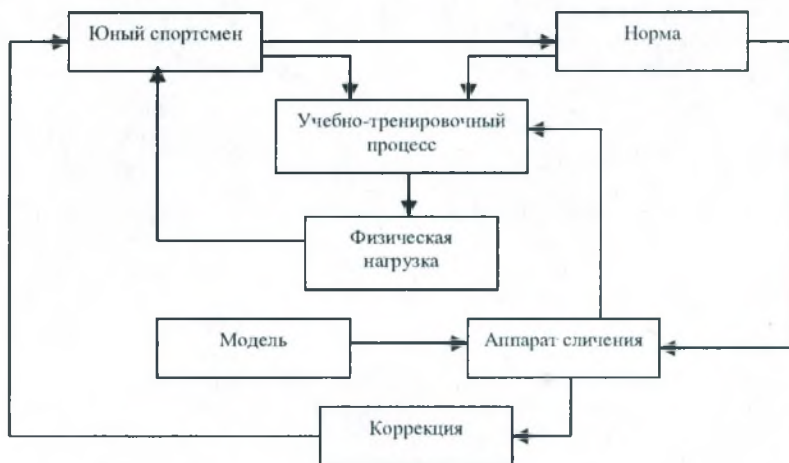 Юный спортсмен
Норма
Учебно-тренировочный
процесс
Физическая
нагрузка
Модель
Аппарат сличения
Коррекция